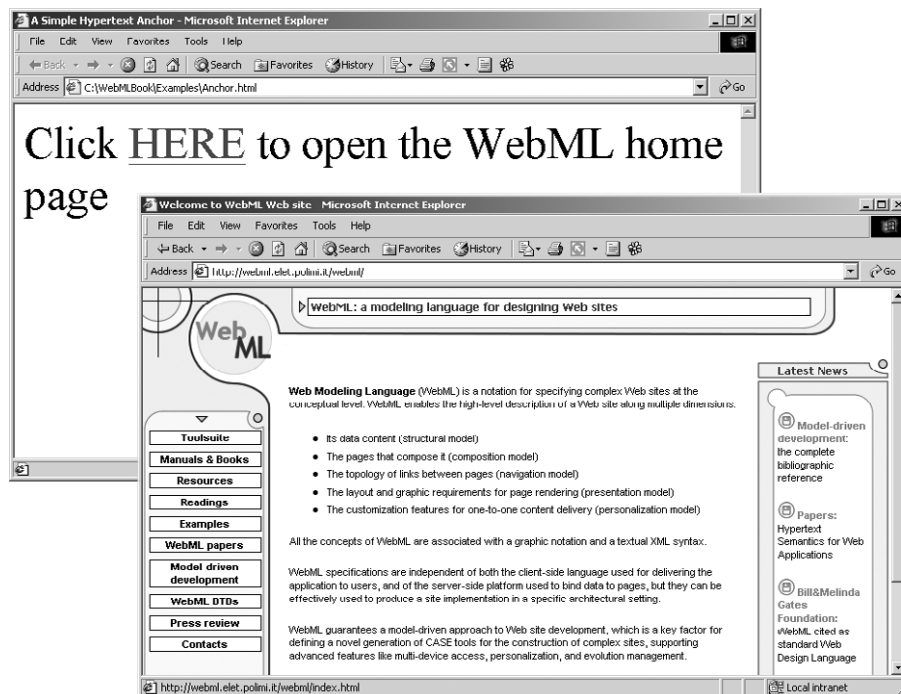 A Simple Hypertext Anchor - Microsoft Internet Explorer
File Edit View Favorites Tools Help
Back Search Favorites History
Address C:\WebMLBook\Examples\Anchor.html Go
Click HERE to open the WebML home
page
Welcome to WebML Web site Microsoft Internet Explorer
File Edit View Favorites Tools Help
Back Search Favorites History
Address http://webml.elet.polimi.it/webml/ Go
WebML: a modeling language for designing Web sites
Web
ML
Toolsuite
Manuals & Books
Resources
Readings
Examples
WebML papers
Model driven
development
WebML DTDs
Press review
Contacts
Web Modeling Language (WebML) is a notation for specifying complex Web sites at the
conceptual level. WebML enables the high-level description of a Web site along multiple dimensions:
Its data content (structural model)
The pages that compose it (composition model)
The topology of links between pages (navigation model)
The layout and graphic requirements for page rendering (presentation model)
The customization features for one-to-one content delivery (personalization model)
All the concepts of WebML are associated with a graphic notation and a textual XML syntax.
WebML specifications are independent of both the client-side language used for delivering the
application to users, and of the server-side platform used to bind data to pages, but they can be
effectively used to produce a site implementation in a specific architectural setting.
WebML guarantees a model-driven approach to Web site development, which is a key factor for
defining a novel generation of CASE tools for the construction of complex sites, supporting
advanced features like multi-device access, personalization, and evolution management.
Latest News
Model-driven
development:
the complete
bibliographic
reference
Papers:
Hypertext
Semantics for Web
Applications
Bill&Melinda
Gates
Foundation:
WebML cited as
standard Web
Design Language
http://webml.elet.polimi.it/webml/index.html Local intranet